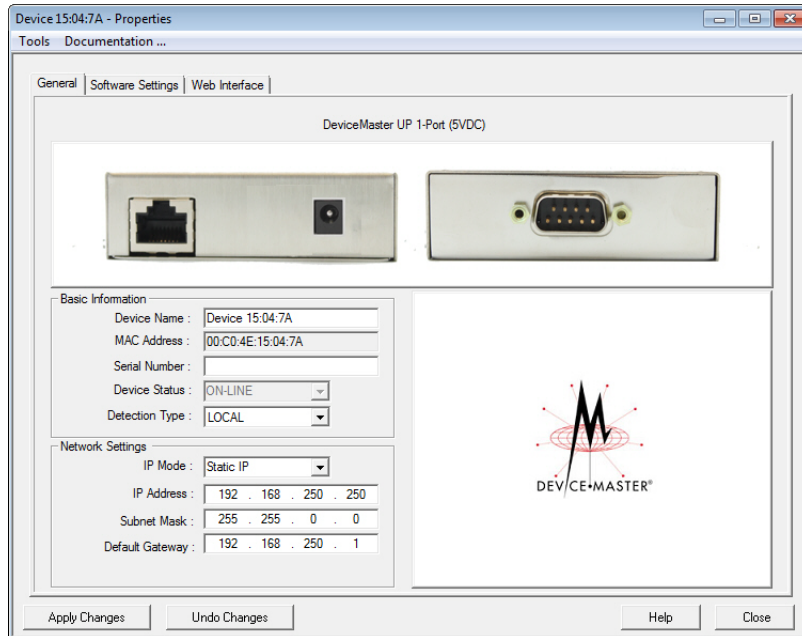 Device 15:04:7A - Properties
Tools Documentation ...
General Software Settings Web Interface
DeviceMaster UP 1-Port (5VDC)
Basic Information
Device Name : Device 15:04:7A
MAC Address : 00:C0:4E:15:04:7A
Serial Number :
Device Status : ON-LINE
Detection Type : LOCAL
Network Settings
IP Mode : Static IP
IP Address : 192 . 168 . 250 . 250
Subnet Mask : 255 . 255 . 0 . 0
Default Gateway : 192 . 168 . 250 . 1
DEVICE•MASTER®
Apply Changes Undo Changes Help Close